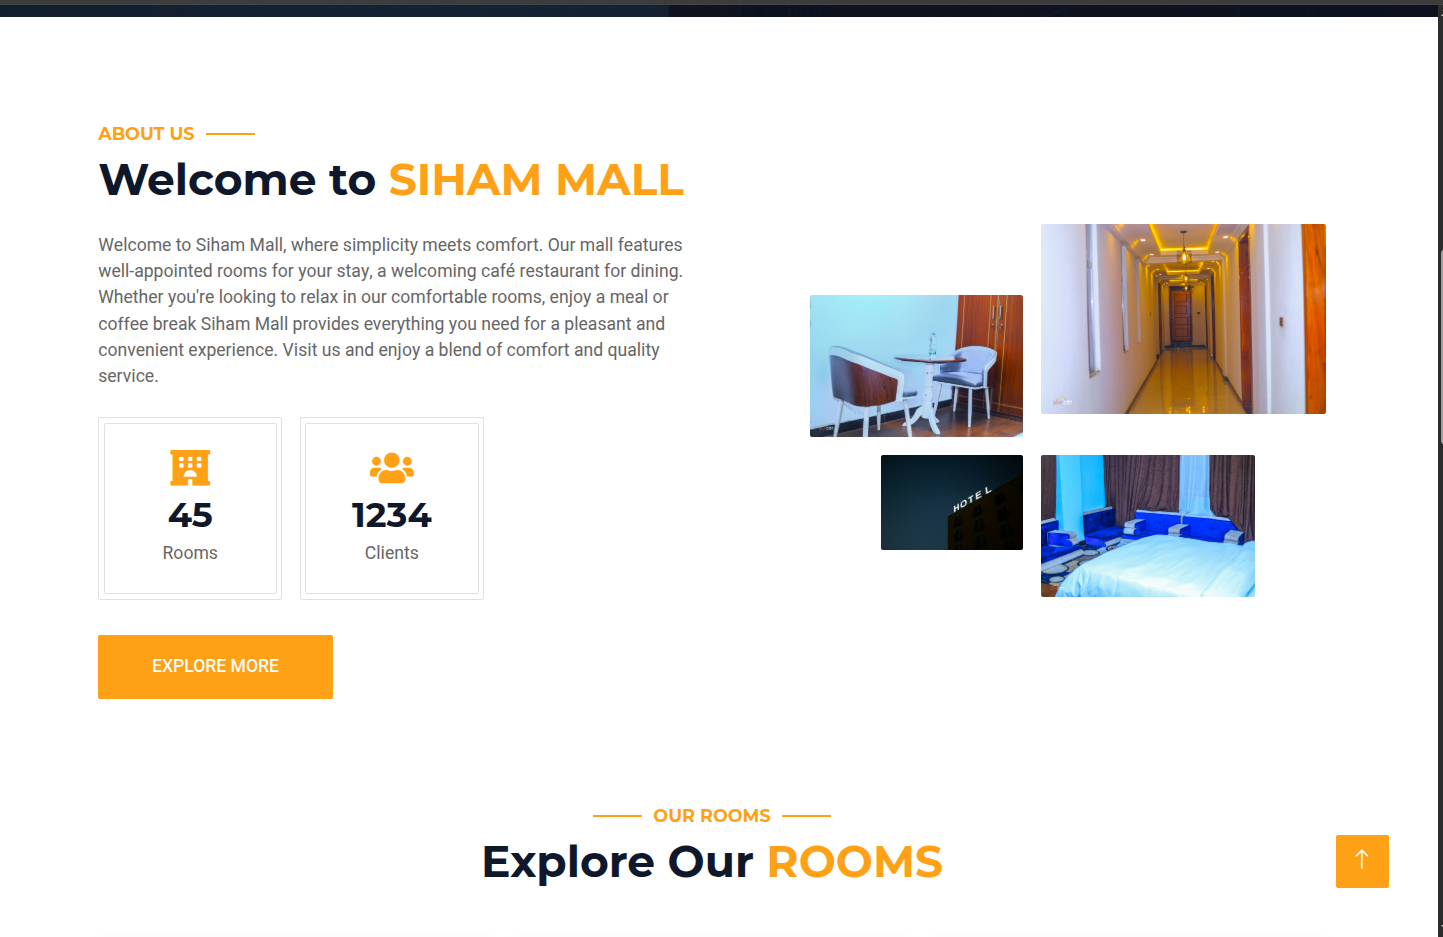 ABOUT US
Welcome to SIHAM MALL
Welcome to Siham Mall, where simplicity meets comfort. Our mall features
well-appointed rooms for your stay, a welcoming café restaurant for dining.
Whether you're looking to relax in our comfortable rooms, enjoy a meal or
coffee break Siham Mall provides everything you need for a pleasant and
convenient experience. Visit us and enjoy a blend of comfort and quality
service.
45
Rooms
1234
Clients
EXPLORE MORE
HOTEL
OUR ROOMS
Explore Our ROOMS